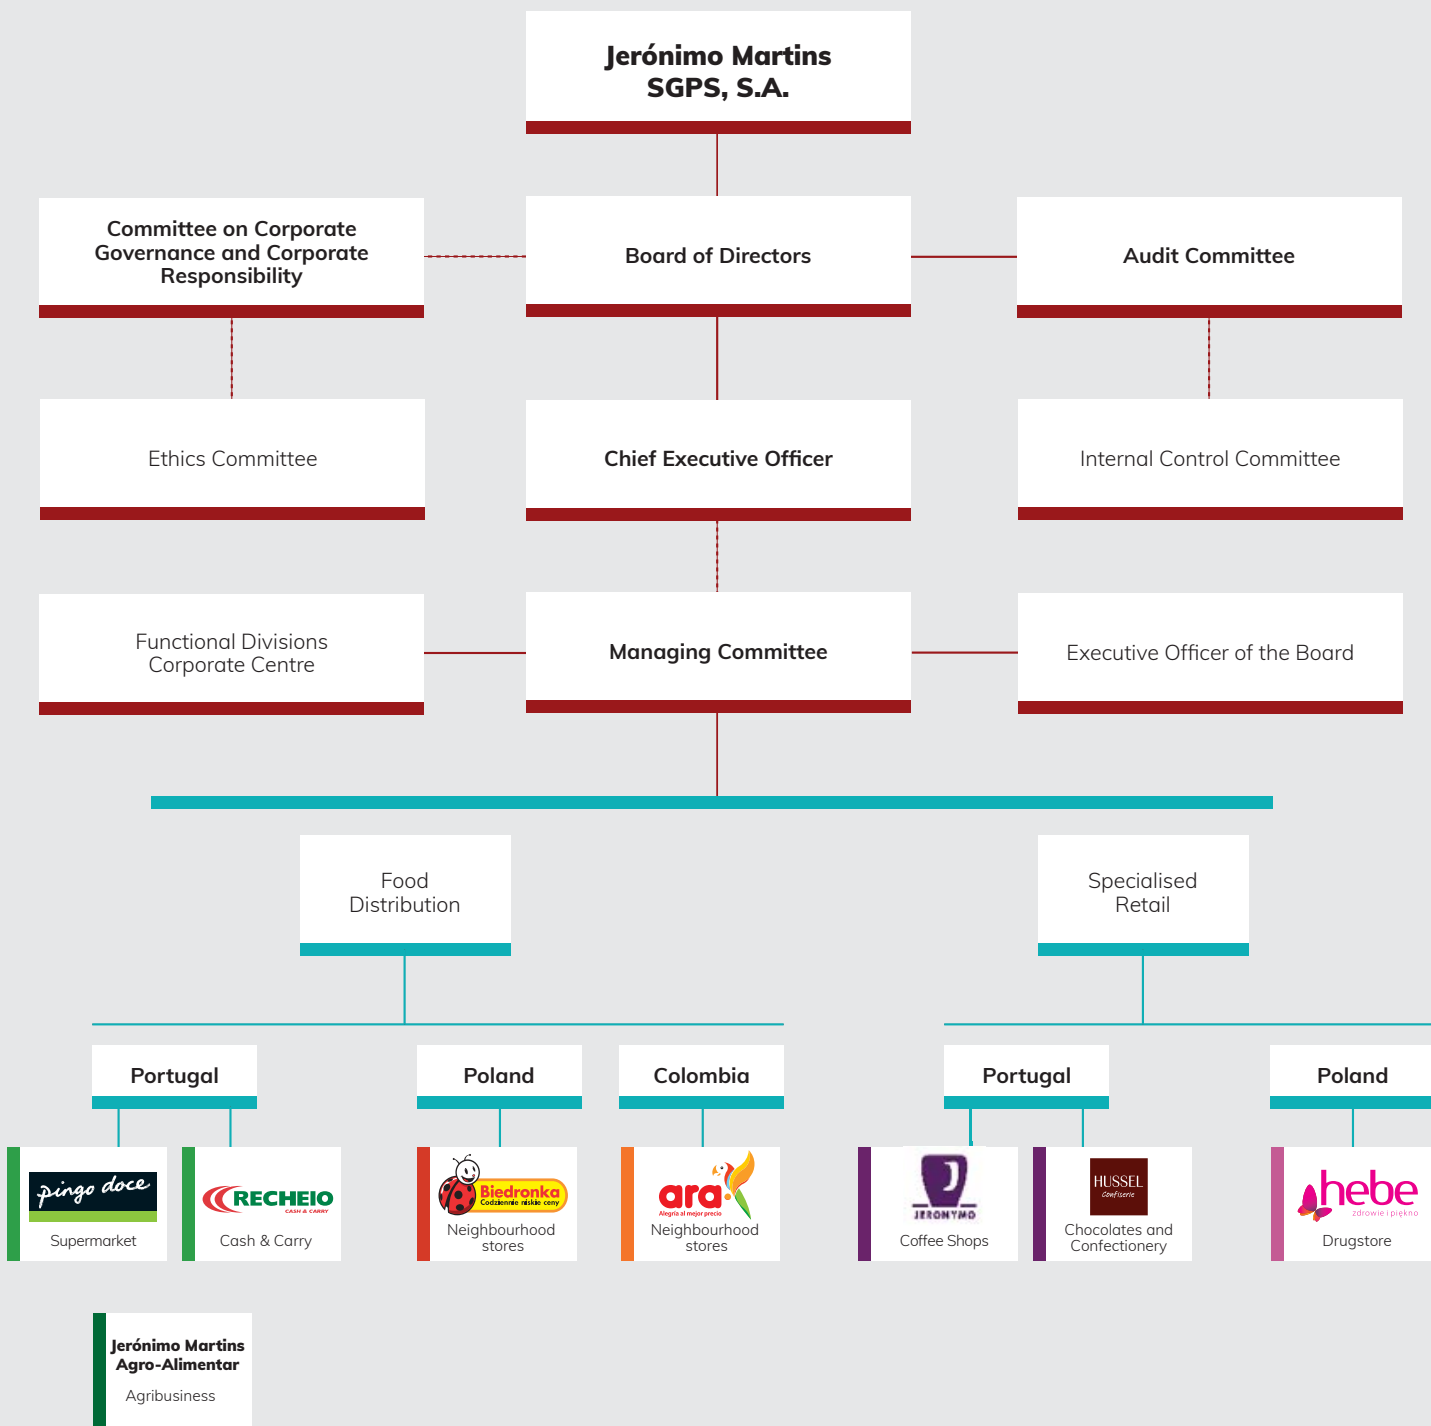 Jerónimo Martins
SGPS, S.A.
Committee on Corporate
Governance and Corporate
Responsibility
Board of Directors
Audit Committee
Ethics Committee
Chief Executive Officer
Internal Control Committee
Functional Divisions
Corporate Centre
Managing Committee
Executive Officer of the Board
Food
Distribution
Specialised
Retail
Portugal
Poland
Colombia
Portugal
Poland
pingo doce
Supermarket
RECHEIO
CASH & CARRY
Cash & Carry
Biedronka
Codziennie niskie ceny
Neighbourhood
stores
ara
Alegría al mejor precio
Neighbourhood
stores
JERONYMO
Coffee Shops
HUSSEL
Confiserie
Chocolates and
Confectionery
hebe
zdrowie i piękno
Drugstore
Jerónimo Martins
Agro-Alimentar
Agribusiness